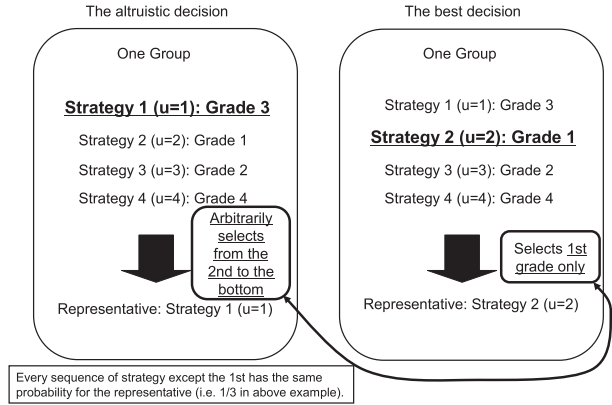 The altruistic decision
One Group
Strategy 1 (u=1): Grade 3
Strategy 2 (u=2): Grade 1
Strategy 3 (u=3): Grade 2
Strategy 4 (u=4): Grade 4
Arbitrarily
selects
from the
2nd to the
bottom
Representative: Strategy 1 (u=1)
The best decision
One Group
Strategy 1 (u=1): Grade 3
Strategy 2 (u=2): Grade 1
Strategy 3 (u=3): Grade 2
Strategy 4 (u=4): Grade 4
Selects 1st
grade only
Representative: Strategy 2 (u=2)
Every sequence of strategy except the 1st has the same
probability for the representative (i.e. 1/3 in above example).